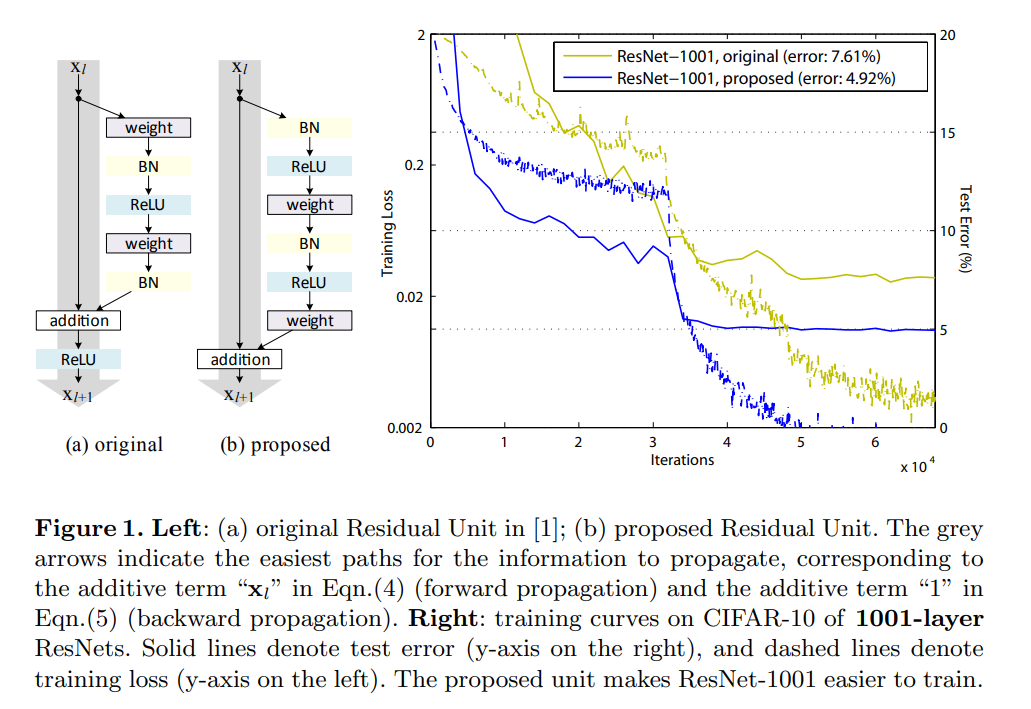 x_l
weight
BN
ReLU
weight
BN
addition
ReLU
x_{l+1}
(a) original
x_l
BN
ReLU
weight
BN
ReLU
weight
addition
x_{l+1}
(b) proposed
2
0.2
0.02
0.002
Training Loss
ResNet−1001, original (error: 7.61%)
ResNet−1001, proposed (error: 4.92%)
20
15
10
5
0
Test Error (%)
0 1 2 3 4 5 6
Iterations
x 10^4
Figure 1. Left: (a) original Residual Unit in [1]; (b) proposed Residual Unit. The grey
arrows indicate the easiest paths for the information to propagate, corresponding to
the additive term “x_l” in Eqn.(4) (forward propagation) and the additive term “1” in
Eqn.(5) (backward propagation). Right: training curves on CIFAR-10 of 1001-layer
ResNets. Solid lines denote test error (y-axis on the right), and dashed lines denote
training loss (y-axis on the left). The proposed unit makes ResNet-1001 easier to train.